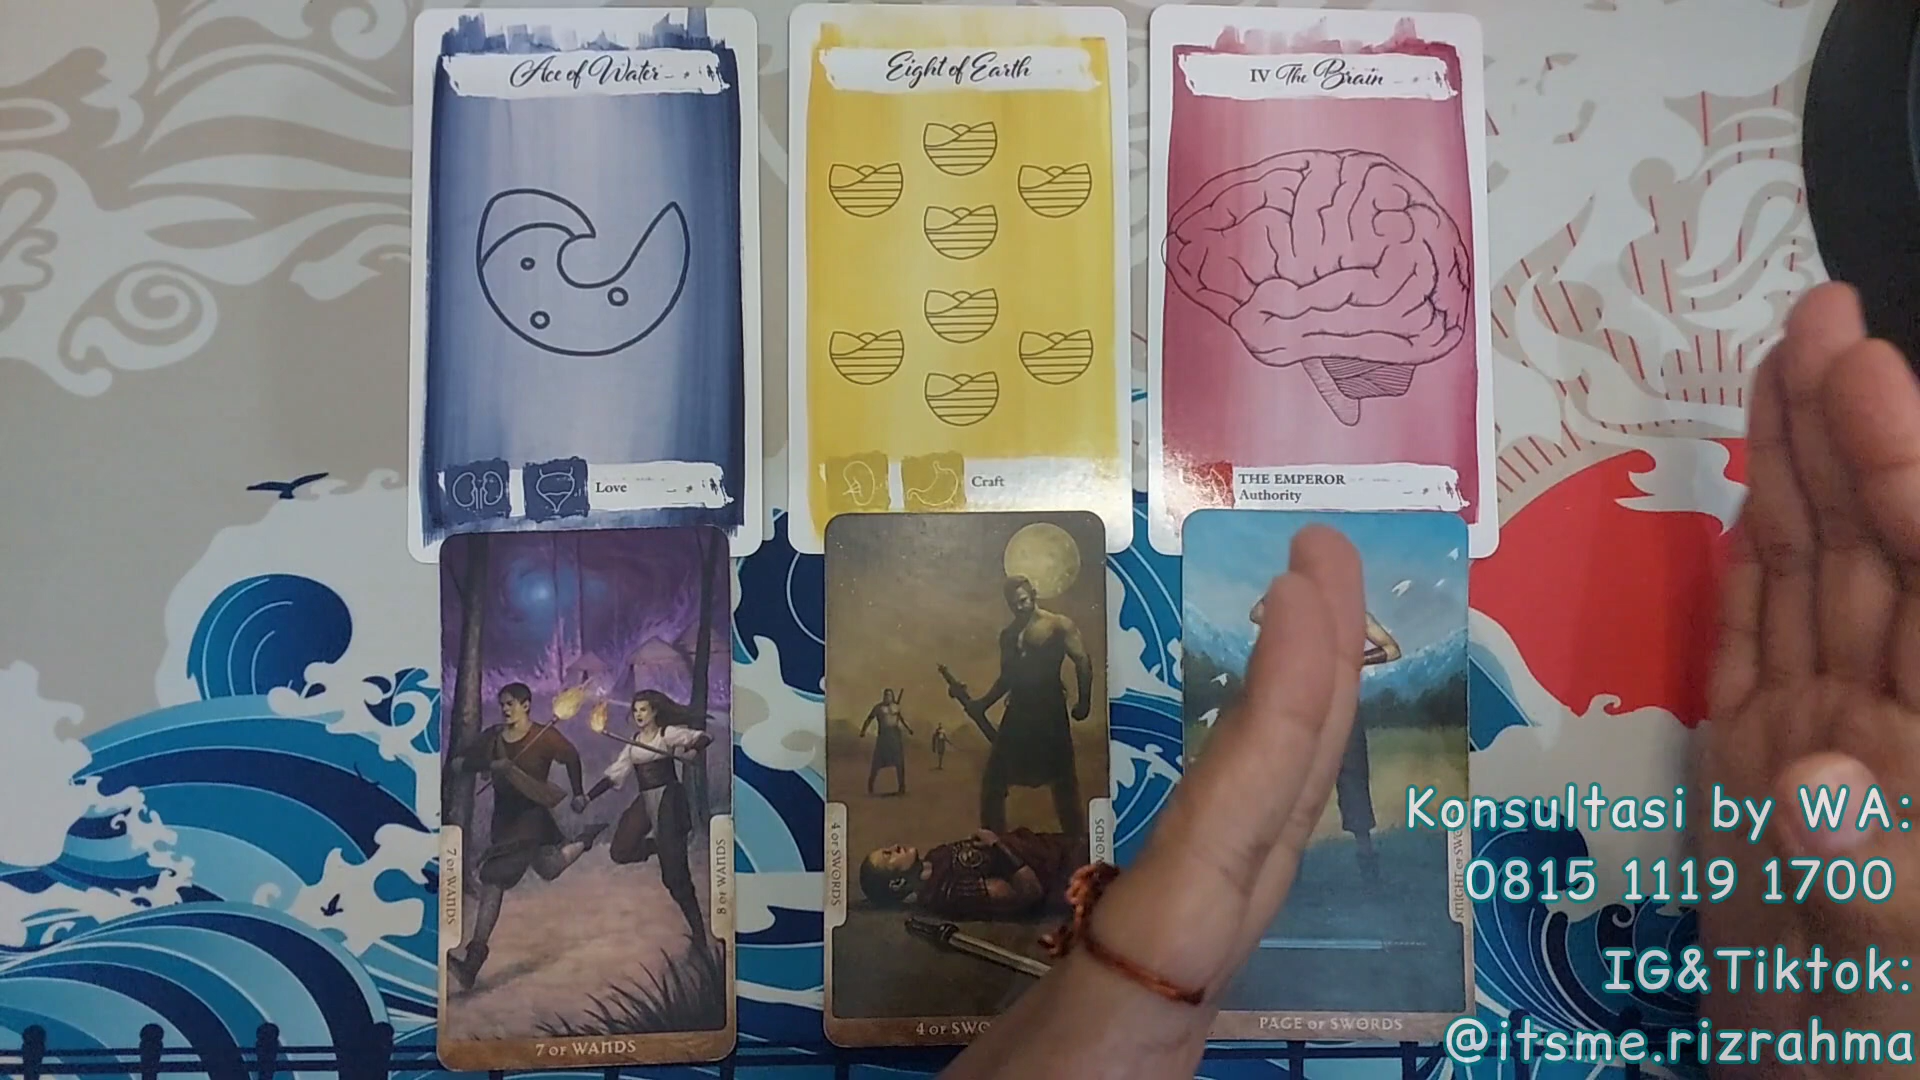 Ace of Water
Eight of Earth
IV The Brain
Love
Craft
THE EMPEROR
Authority
7 OF WANDS
8 OF WANDS
7 OF WANDS
4 OF SWORDS
4 OF
PAGE OF SWORDS
KNIGHT OF
Konsultasi by WA:
0815 1119 1700
IG&Tiktok:
@itsme.rizrahma